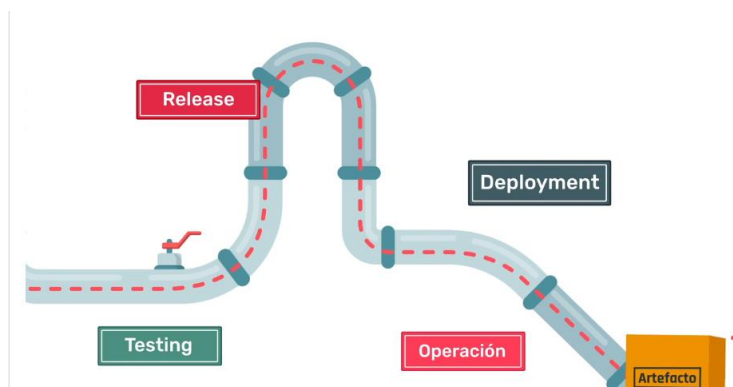 Release
Deployment
Testing
Operación
Artefacto